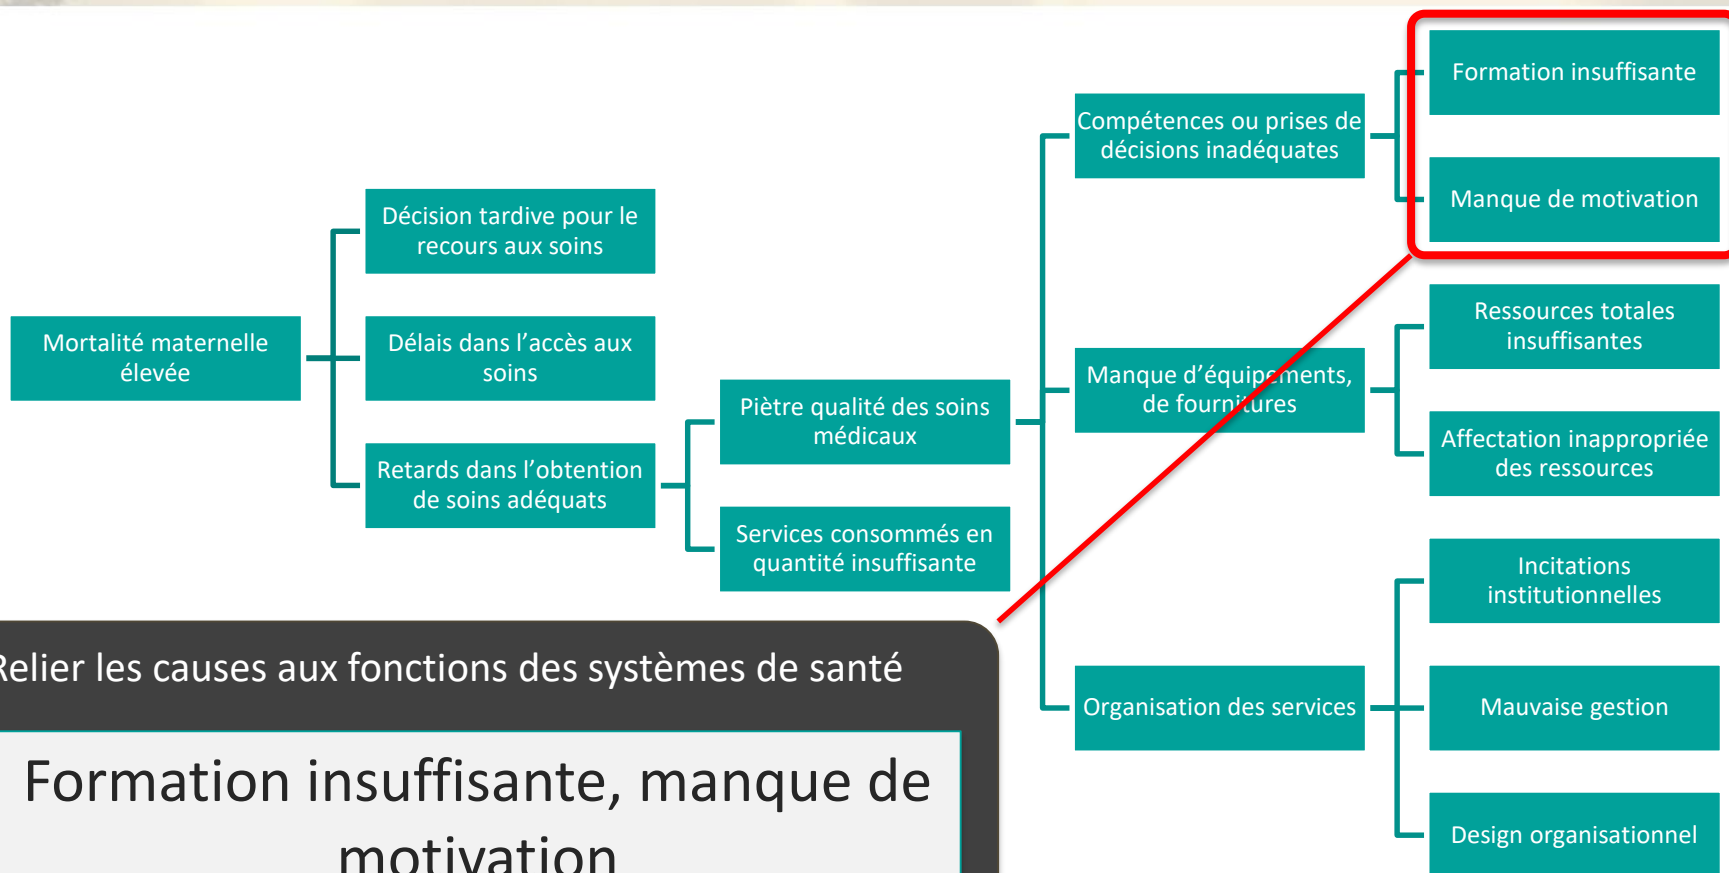 Mortalité maternelle
élevée
Décision tardive pour le
recours aux soins
Délais dans l’accès aux
soins
Retards dans l’obtention
de soins adéquats
Piètre qualité des soins
médicaux
Services consommés en
quantité insuffisante
Compétences ou prises de
décisions inadéquates
Manque d’équipements,
de fournitures
Organisation des services
Formation insuffisante
Manque de motivation
Ressources totales
insuffisantes
Affectation inappropriée
des ressources
Incitations
institutionnelles
Mauvaise gestion
Design organisationnel
Relier les causes aux fonctions des systèmes de santé
Formation insuffisante, manque de
motivation